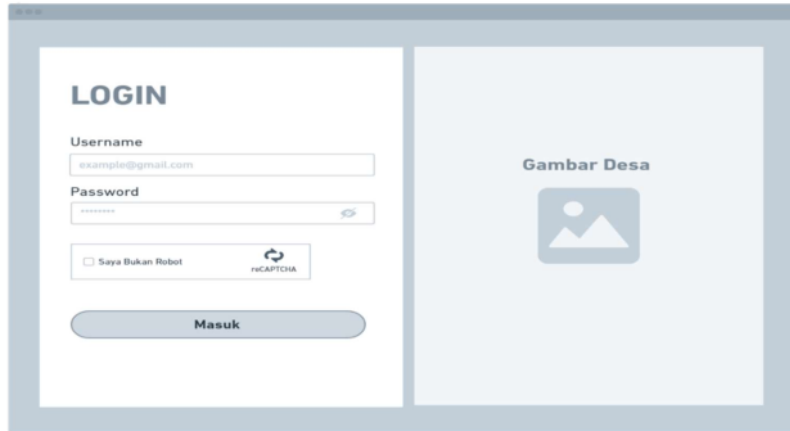 LOGIN
Username
example@gmail.com
Password
********
Saya Bukan Robot
reCAPTCHA
Masuk
Gambar Desa